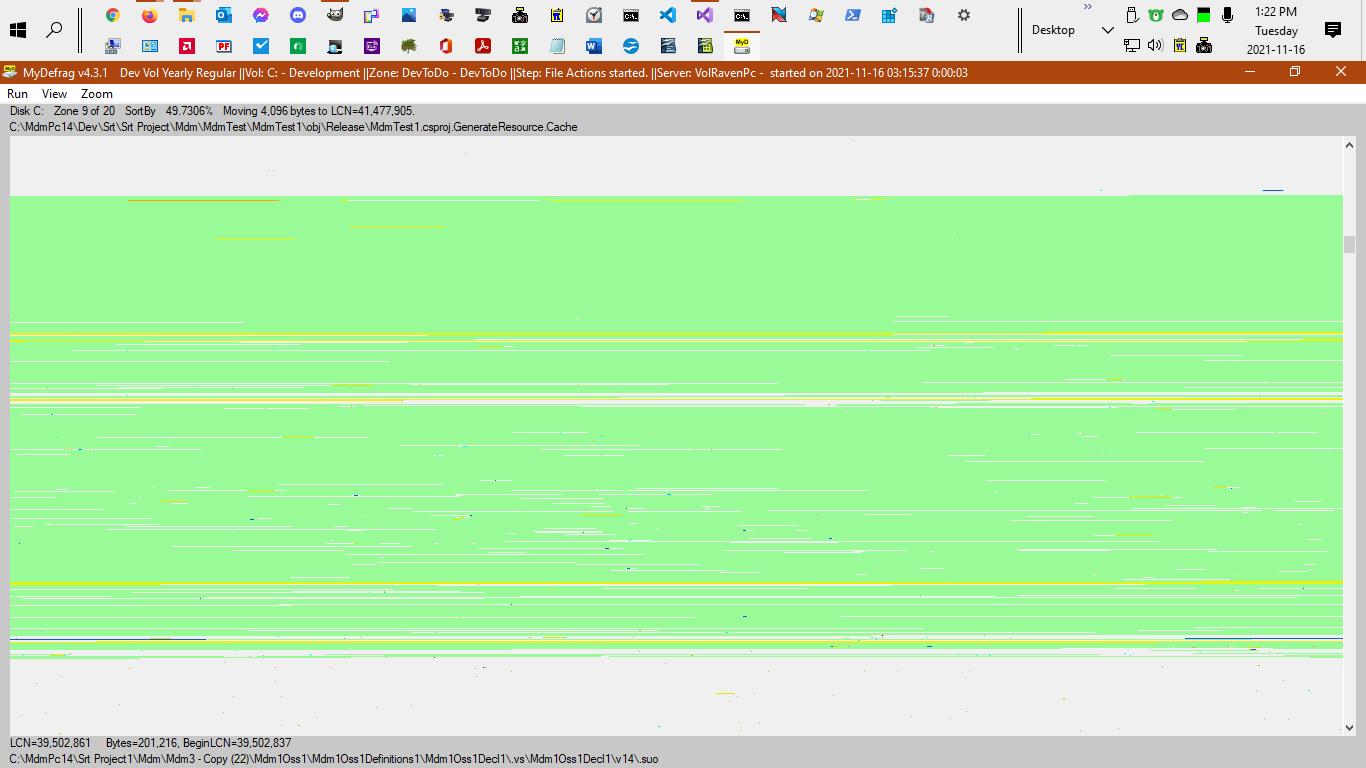 Desktop
»
1:22 PM
Tuesday
2021-11-16
MyDefrag v4.3.1 Dev Vol Yearly Regular ||Vol: C: - Development ||Zone: DevToDo - DevToDo ||Step: File Actions started. ||Server: VolRavenPc - started on 2021-11-16 03:15:37 0:00:03
Run View Zoom
Disk C: Zone 9 of 20 SortBy 49.7306% Moving 4,096 bytes to LCN=41,477,905.
C:\MdmPc14\Dev\Srt\Srt Project\Mdm\MdmTest\MdmTest1\obj\Release\MdmTest1.csproj.GenerateResource.Cache
LCN=39,502,861 Bytes=201,216, BeginLCN=39,502,837
C:\MdmPc14\Srt Project1\Mdm\Mdm3 - Copy (22)\Mdm1Oss1\Mdm1Oss1Definitions1\Mdm1Oss1Decl1\.vs\Mdm1Oss1Decl1\v14\.suo